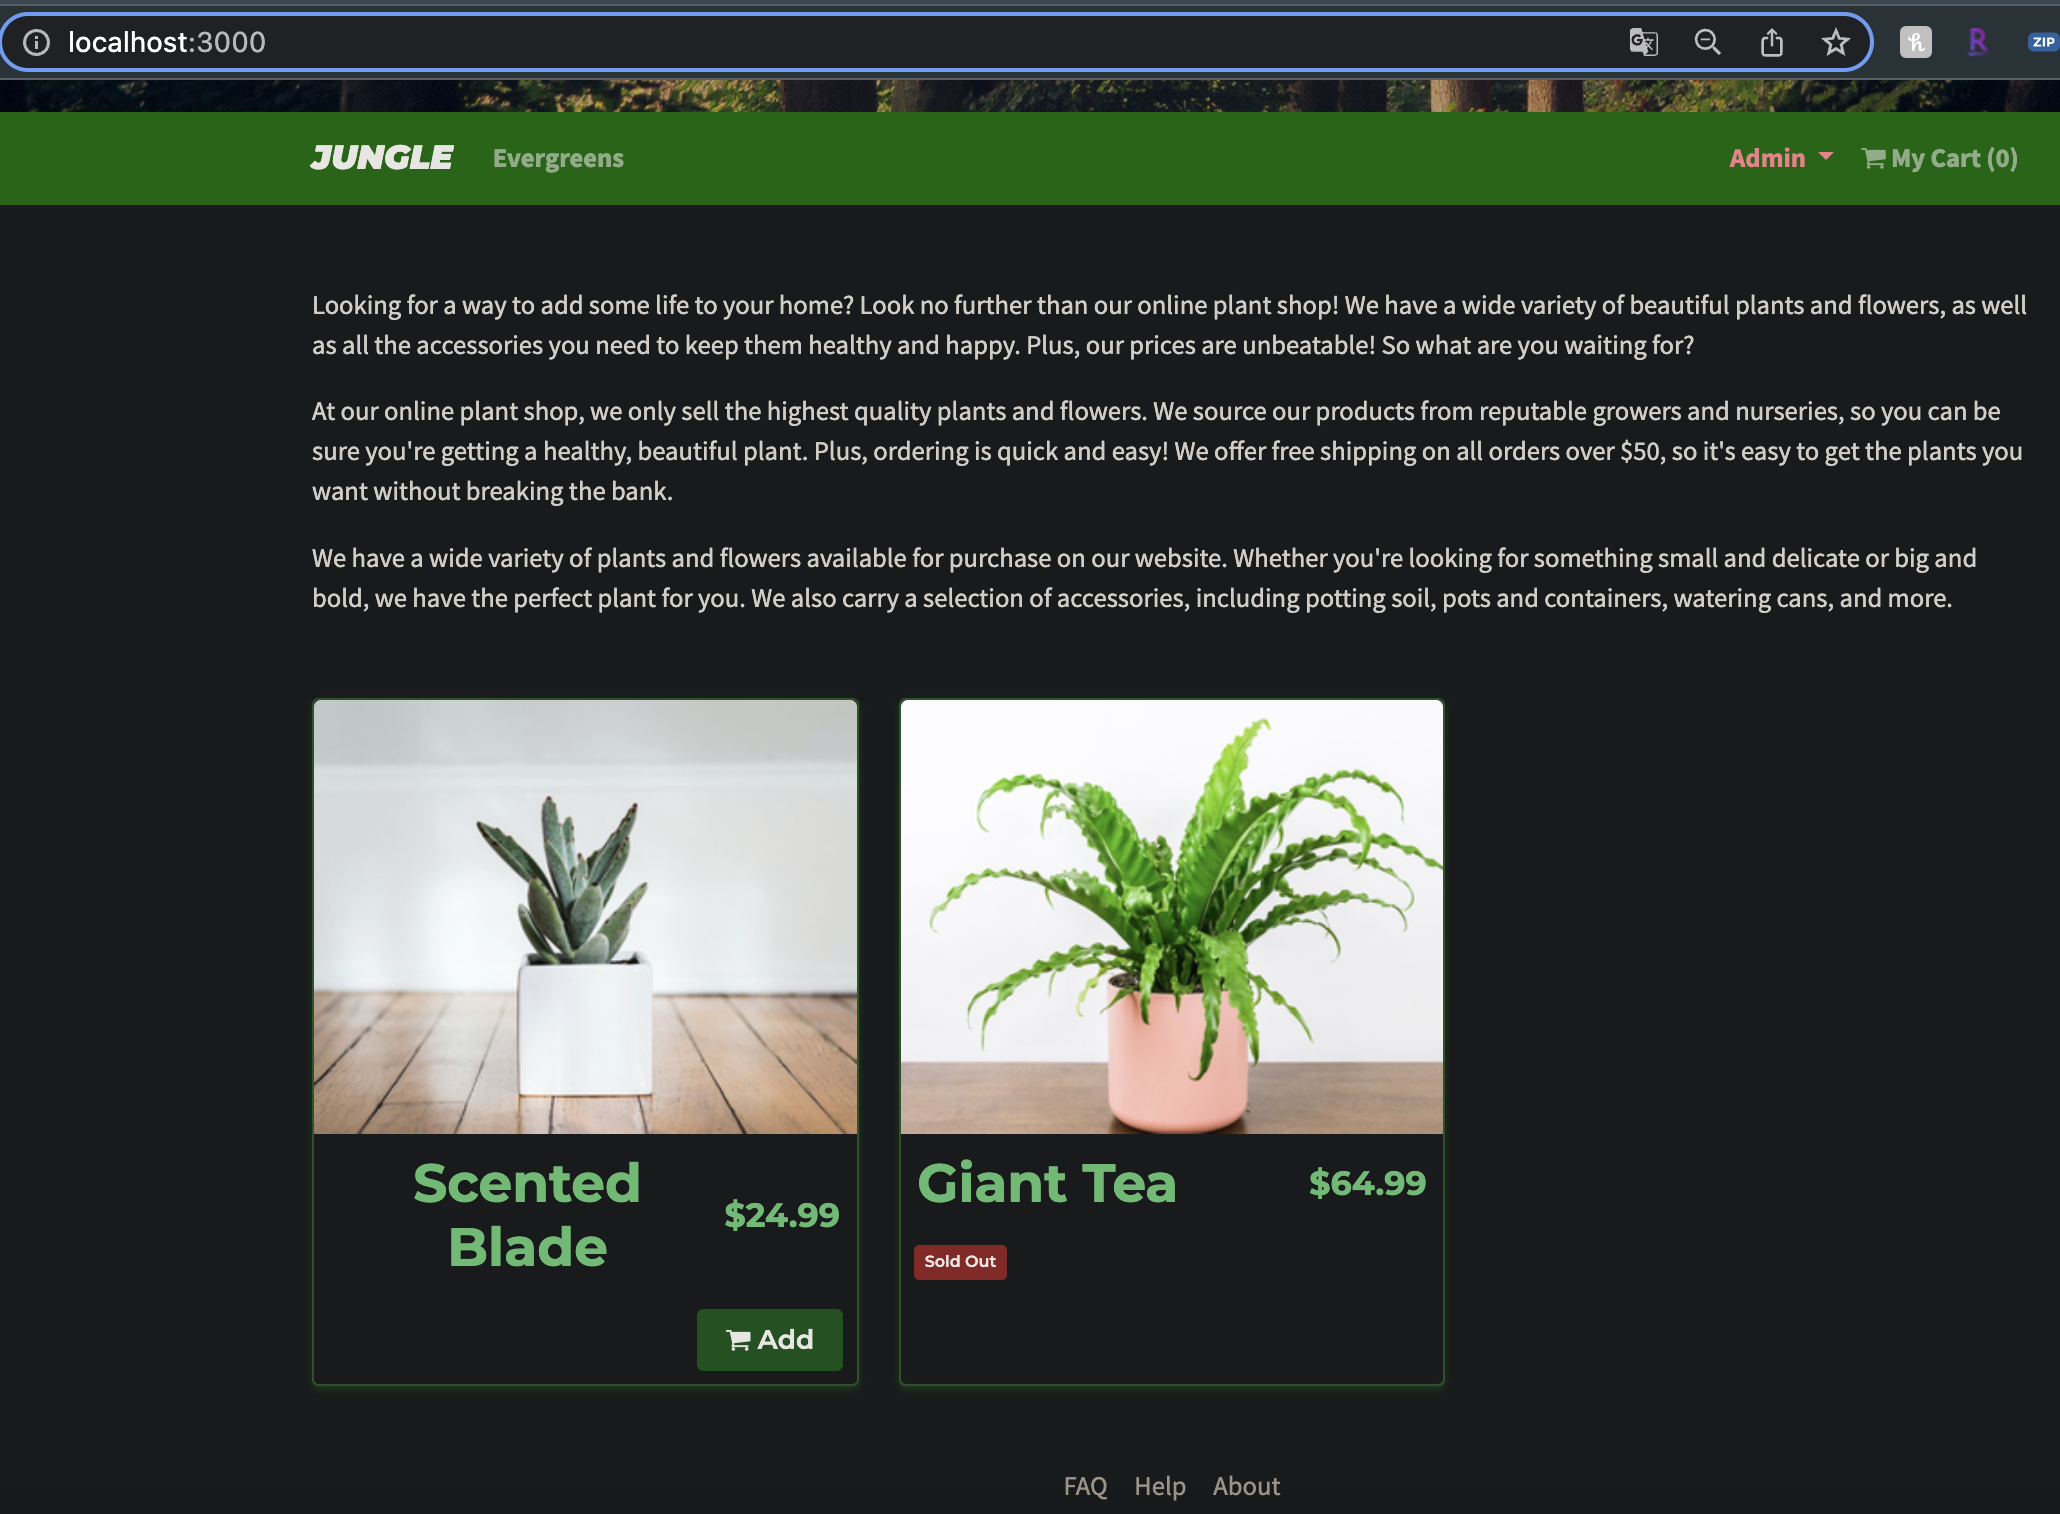 localhost:3000
ZIP
JUNGLE Evergreens Admin My Cart (0)
Looking for a way to add some life to your home? Look no further than our online plant shop! We have a wide variety of beautiful plants and flowers, as well
as all the accessories you need to keep them healthy and happy. Plus, our prices are unbeatable! So what are you waiting for?
At our online plant shop, we only sell the highest quality plants and flowers. We source our products from reputable growers and nurseries, so you can be
sure you're getting a healthy, beautiful plant. Plus, ordering is quick and easy! We offer free shipping on all orders over $50, so it's easy to get the plants you
want without breaking the bank.
We have a wide variety of plants and flowers available for purchase on our website. Whether you're looking for something small and delicate or big and
bold, we have the perfect plant for you. We also carry a selection of accessories, including potting soil, pots and containers, watering cans, and more.
Scented
Blade
$24.99
Add
Giant Tea $64.99
Sold Out
FAQ Help About